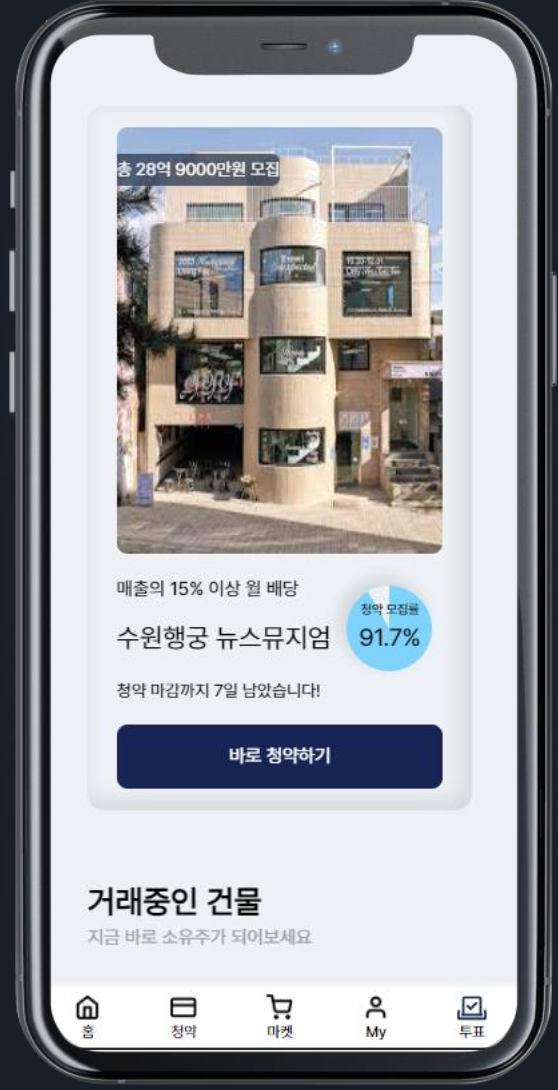 총 28억 9000만원 모집
매출의 15% 이상 월 배당
수원행궁 뉴스뮤지엄
청약 모집률
91.7%
청약 마감까지 7일 남았습니다!
바로 청약하기
거래중인 건물
지금 바로 소유주가 되어보세요
홈
청약
마켓
My
투표